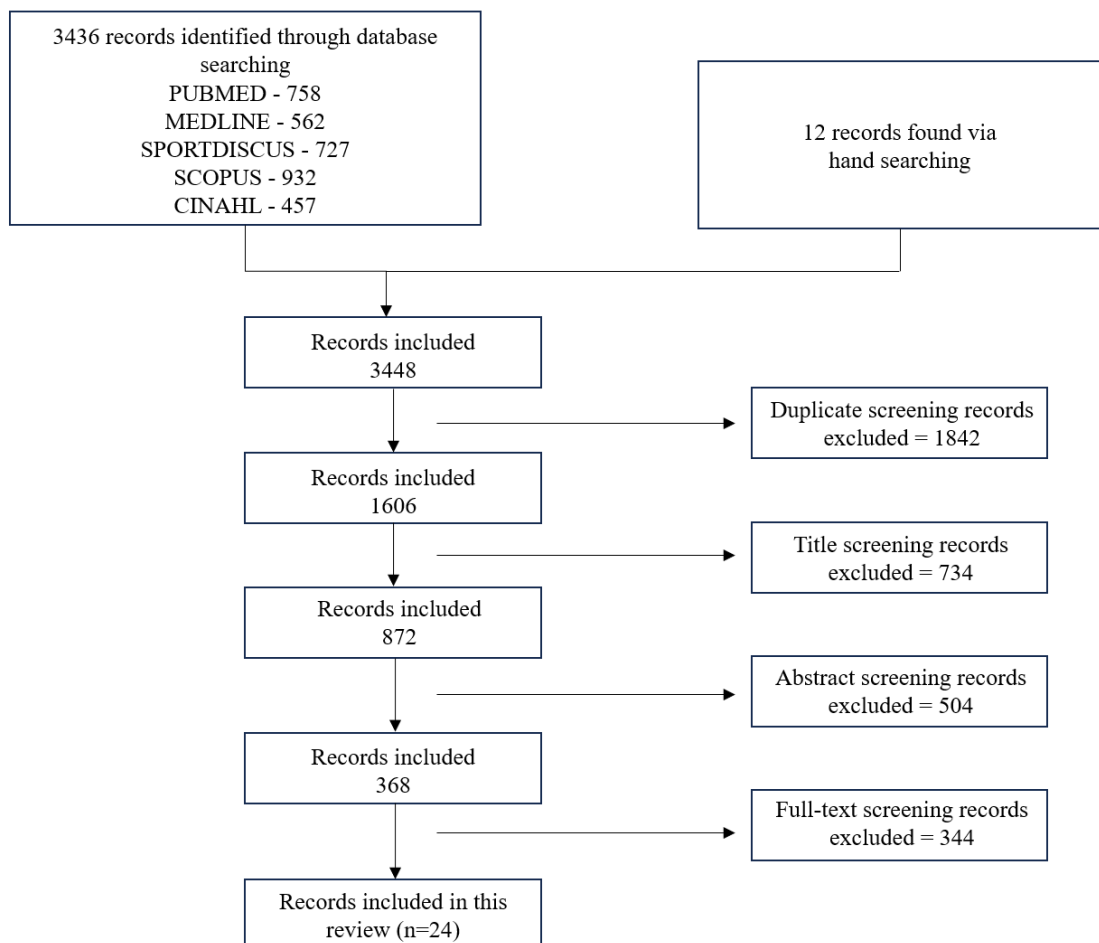 3436 records identified through database
searching
PUBMED - 758
MEDLINE - 562
SPORTDISCUS - 727
SCOPUS - 932
CINAHL - 457
12 records found via
hand searching
Records included
3448
Duplicate screening records
excluded = 1842
Records included
1606
Title screening records
excluded = 734
Records included
872
Abstract screening records
excluded = 504
Records included
368
Full-text screening records
excluded = 344
Records included in this
review (n=24)